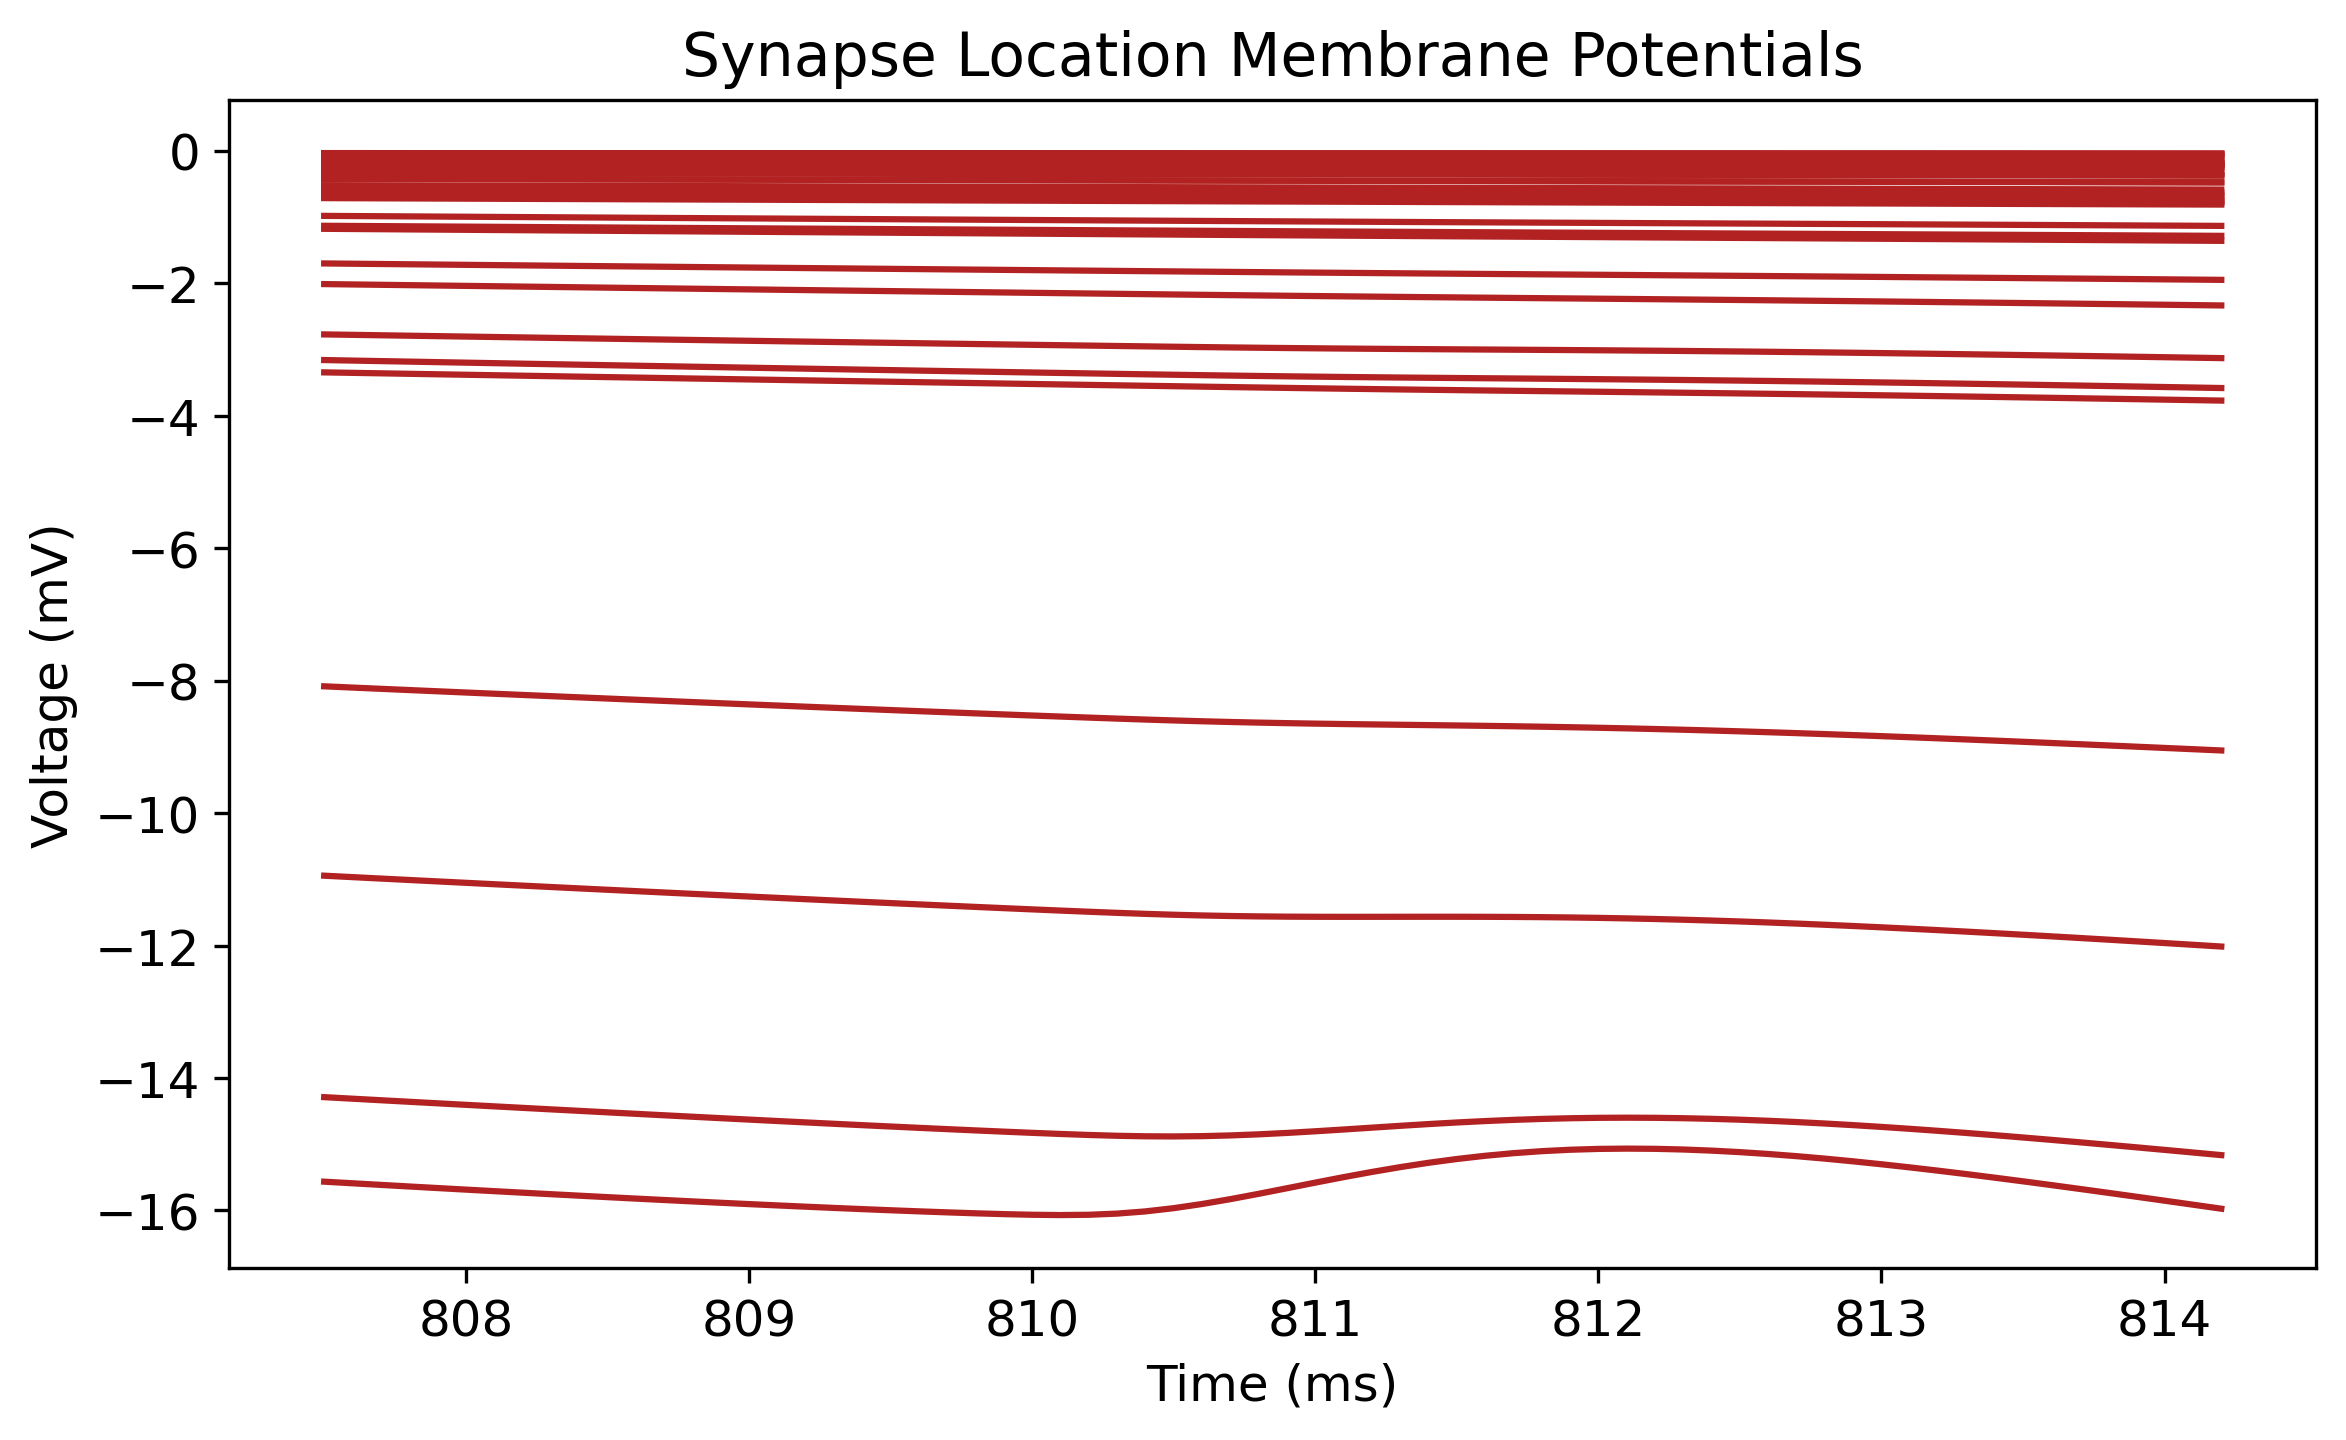 Synapse Location Membrane Potentials
Voltage (mV)
0
−2
−4
−6
−8
−10
−12
−14
−16
808 809 810 811 812 813 814
Time (ms)